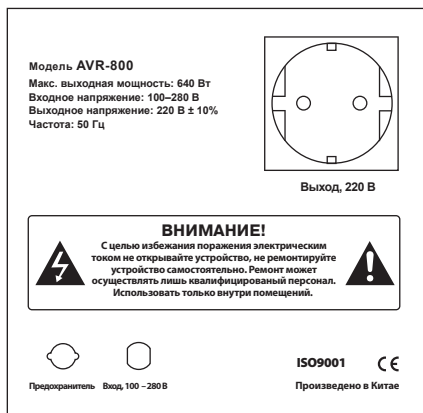 Модель AVR-800
Макс. выходная мощность: 640 Вт
Входное напряжение: 100–280 В
Выходное напряжение: 220 В ± 10%
Частота: 50 Гц
Выход, 220 В
ВНИМАНИЕ!
С целью избежания поражения электрическим
током не открывайте устройство, не ремонтируйте
устройство самостоятельно. Ремонт может
осуществлять лишь квалифицированый персонал.
Использовать только внутри помещений.
Предохранитель
Вход, 100 – 280 В
ISO9001 CE
Произведено в Китае